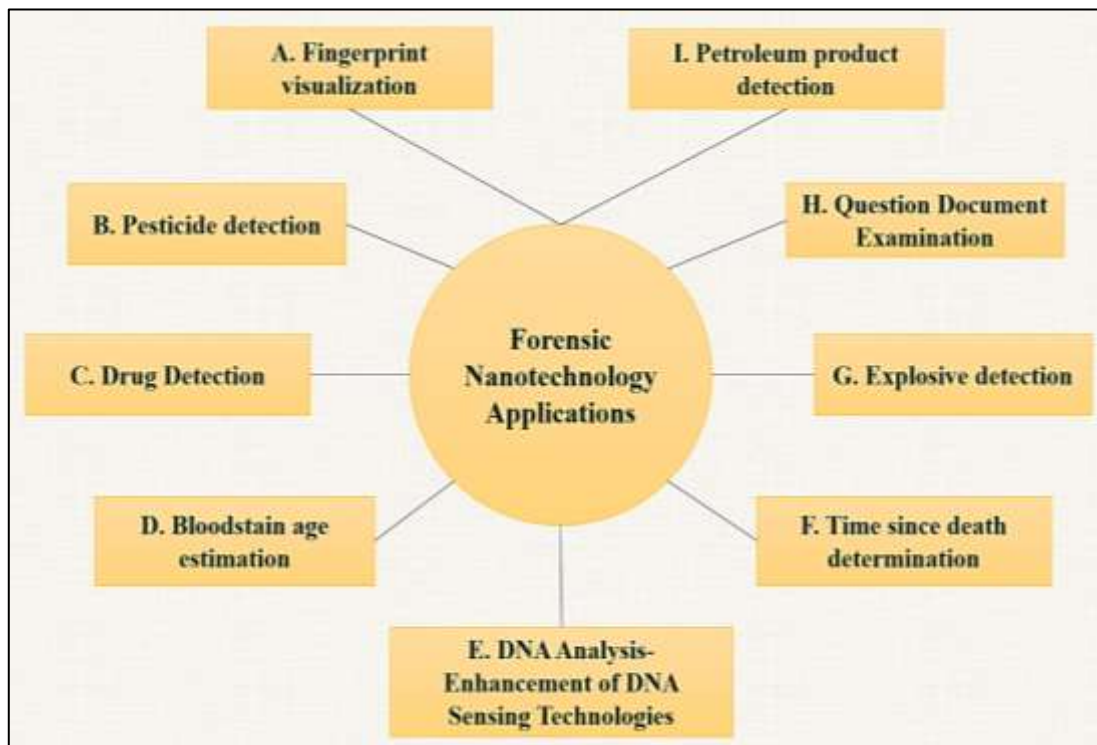 A. Fingerprint
visualization
I. Petroleum product
detection
B. Pesticide detection
H. Question Document
Examination
Forensic
Nanotechnology
Applications
C. Drug Detection
G. Explosive detection
D. Bloodstain age
estimation
F. Time since death
determination
E. DNA Analysis-
Enhancement of DNA
Sensing Technologies